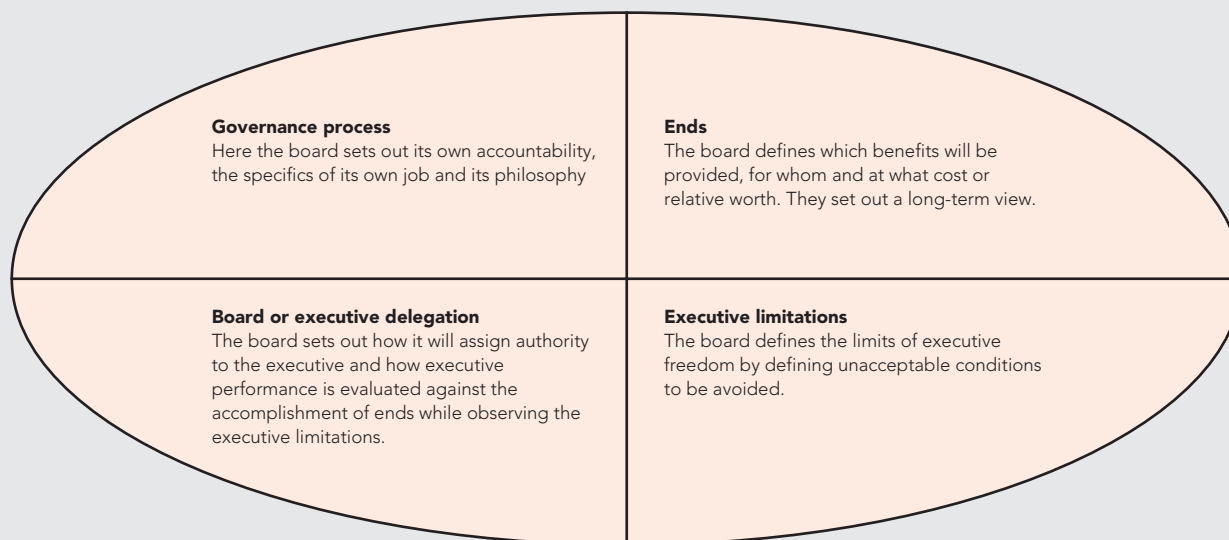 Governance process
Here the board sets out its own accountability,
the specifics of its own job and its philosophy
Ends
The board defines which benefits will be
provided, for whom and at what cost or
relative worth. They set out a long-term view.
Board or executive delegation
The board sets out how it will assign authority
to the executive and how executive
performance is evaluated against the
accomplishment of ends while observing the
executive limitations.
Executive limitations
The board defines the limits of executive
freedom by defining unacceptable conditions
to be avoided.